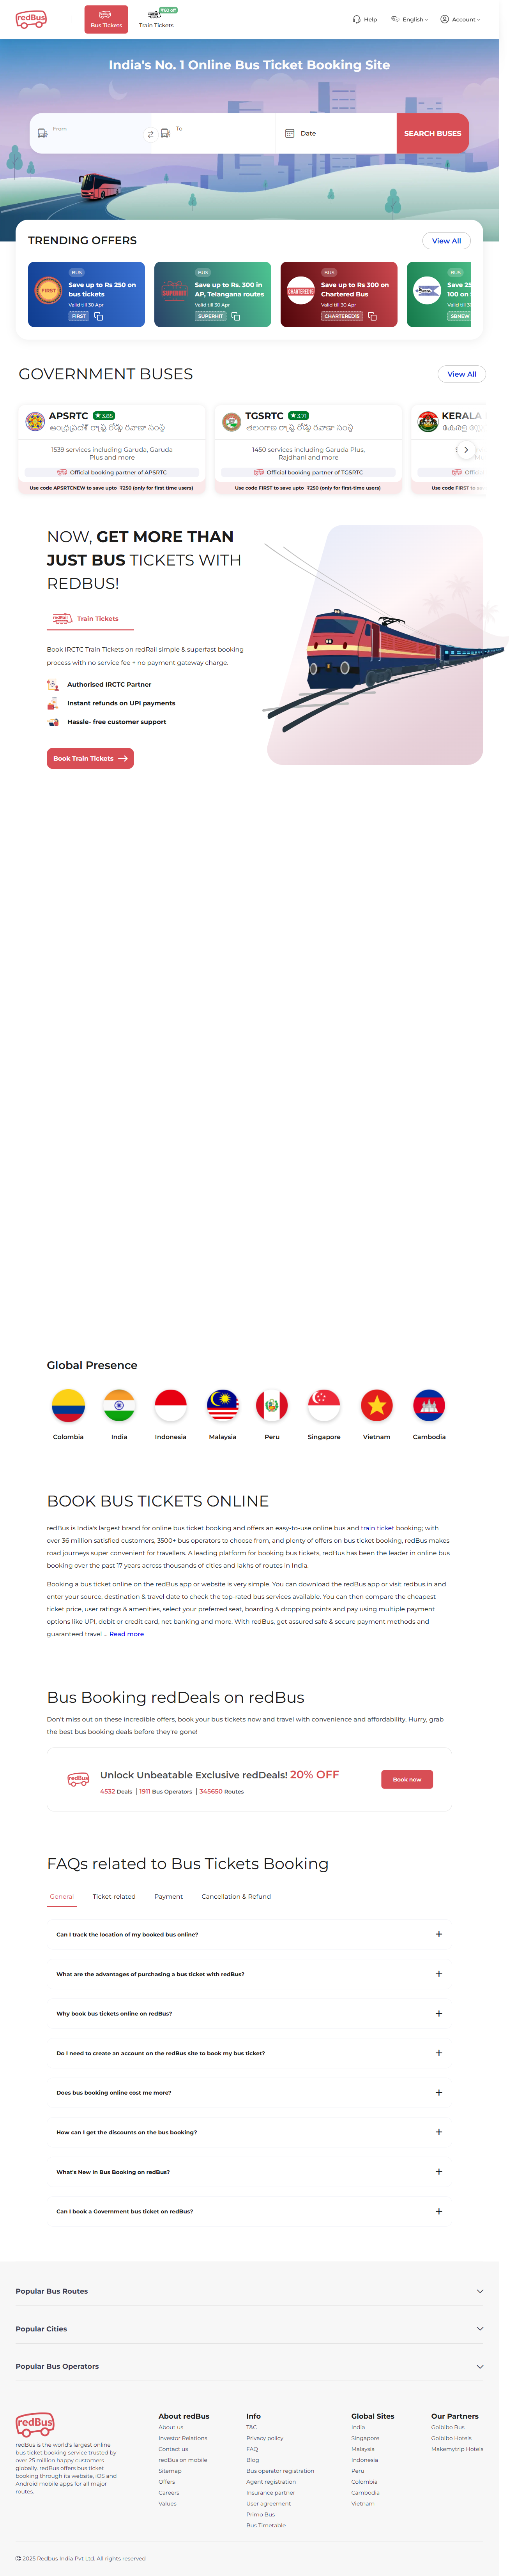 redBus
Bus Tickets
₹60 off
Train Tickets
Help
English
Account
India's No. 1 Online Bus Ticket Booking Site
From
To
Date
SEARCH BUSES
TRENDING OFFERS
View All
BUS
Save up to Rs 250 on
bus tickets
Valid till 30 Apr
FIRST
FIRST
BUS
Save up to Rs. 300 in
AP, Telangana routes
Valid till 30 Apr
SUPERHIT
SUPERHIT
BUS
Save up to Rs 300 on
Chartered Bus
Valid till 30 Apr
CHARTERED15
CHARTERED15
BUS
Save 25
100 on
Valid till 30
SBNEW
GOVERNMENT BUSES
View All
APSRTC
3.85
ఆంధ్రప్రదేశ్ రాష్ట్ర రోడ్డు రవాణా సంస్థ
1539 services including Garuda, Garuda
Plus and more
Official booking partner of APSRTC
Use code APSRTCNEW to save upto ₹250 (only for first time users)
TGSRTC
3.71
తెలంగాణ రాష్ట్ర రోడ్డు రవాణా సంస్థ
1450 services including Garuda Plus,
Rajdhani and more
Official booking partner of TGSRTC
Use code FIRST to save upto ₹250 (only for first-time users)
KERALA
Use code FIRST to
NOW, GET MORE THAN
JUST BUS TICKETS WITH
REDBUS!
redRail
Train Tickets
Book IRCTC Train Tickets on redRail simple & superfast booking
process with no service fee + no payment gateway charge.
Authorised IRCTC Partner
Instant refunds on UPI payments
Hassle- free customer support
Book Train Tickets
Global Presence
Colombia
India
Indonesia
Malaysia
Peru
Singapore
Vietnam
Cambodia
BOOK BUS TICKETS ONLINE
redBus is India's largest brand for online bus ticket booking and offers an easy-to-use online bus and train ticket booking; with
over 36 million satisfied customers, 3500+ bus operators to choose from, and plenty of offers on bus ticket booking, redBus makes
road journeys super convenient for travellers. A leading platform for booking bus tickets, redBus has been the leader in online bus
booking over the past 17 years across thousands of cities and lakhs of routes in India.
Booking a bus ticket online on the redBus app or website is very simple. You can download the redBus app or visit redbus.in and
enter your source, destination & travel date to check the top-rated bus services available. You can then compare the cheapest
ticket price, user ratings & amenities, select your preferred seat, boarding & dropping points and pay using multiple payment
options like UPI, debit or credit card, net banking and more. With redBus, get assured safe & secure payment methods and
guaranteed travel ... Read more
Bus Booking redDeals on redBus
Don't miss out on these incredible offers, book your bus tickets now and travel with convenience and affordability. Hurry, grab
the best bus booking deals before they're gone!
redBus
Unlock Unbeatable Exclusive redDeals! 20% OFF
4532 Deals | 1911 Bus Operators | 345650 Routes
Book now
FAQs related to Bus Tickets Booking
General
Ticket-related
Payment
Cancellation & Refund
Can I track the location of my booked bus online?
What are the advantages of purchasing a bus ticket with redBus?
Why book bus tickets online on redBus?
Do I need to create an account on the redBus site to book my bus ticket?
Does bus booking online cost me more?
How can I get the discounts on the bus booking?
What's New in Bus Booking on redBus?
Can I book a Government bus ticket on redBus?
Popular Bus Routes
Popular Cities
Popular Bus Operators
redBus
redBus is the world's largest online
bus ticket booking service trusted by
over 25 million happy customers
globally. redBus offers bus ticket
booking through its website, iOS and
Android mobile apps for all major
routes.
About redBus
About us
Investor Relations
Contact us
redBus on mobile
Sitemap
Offers
Careers
Values
Info
T&C
Privacy policy
FAQ
Blog
Bus operator registration
Agent registration
Insurance partner
User agreement
Primo Bus
Bus Timetable
Global Sites
India
Singapore
Malaysia
Indonesia
Peru
Colombia
Cambodia
Vietnam
Our Partners
Goibibo Bus
Goibibo Hotels
Makemytrip Hotels
© 2025 Redbus India Pvt Ltd. All rights reserved